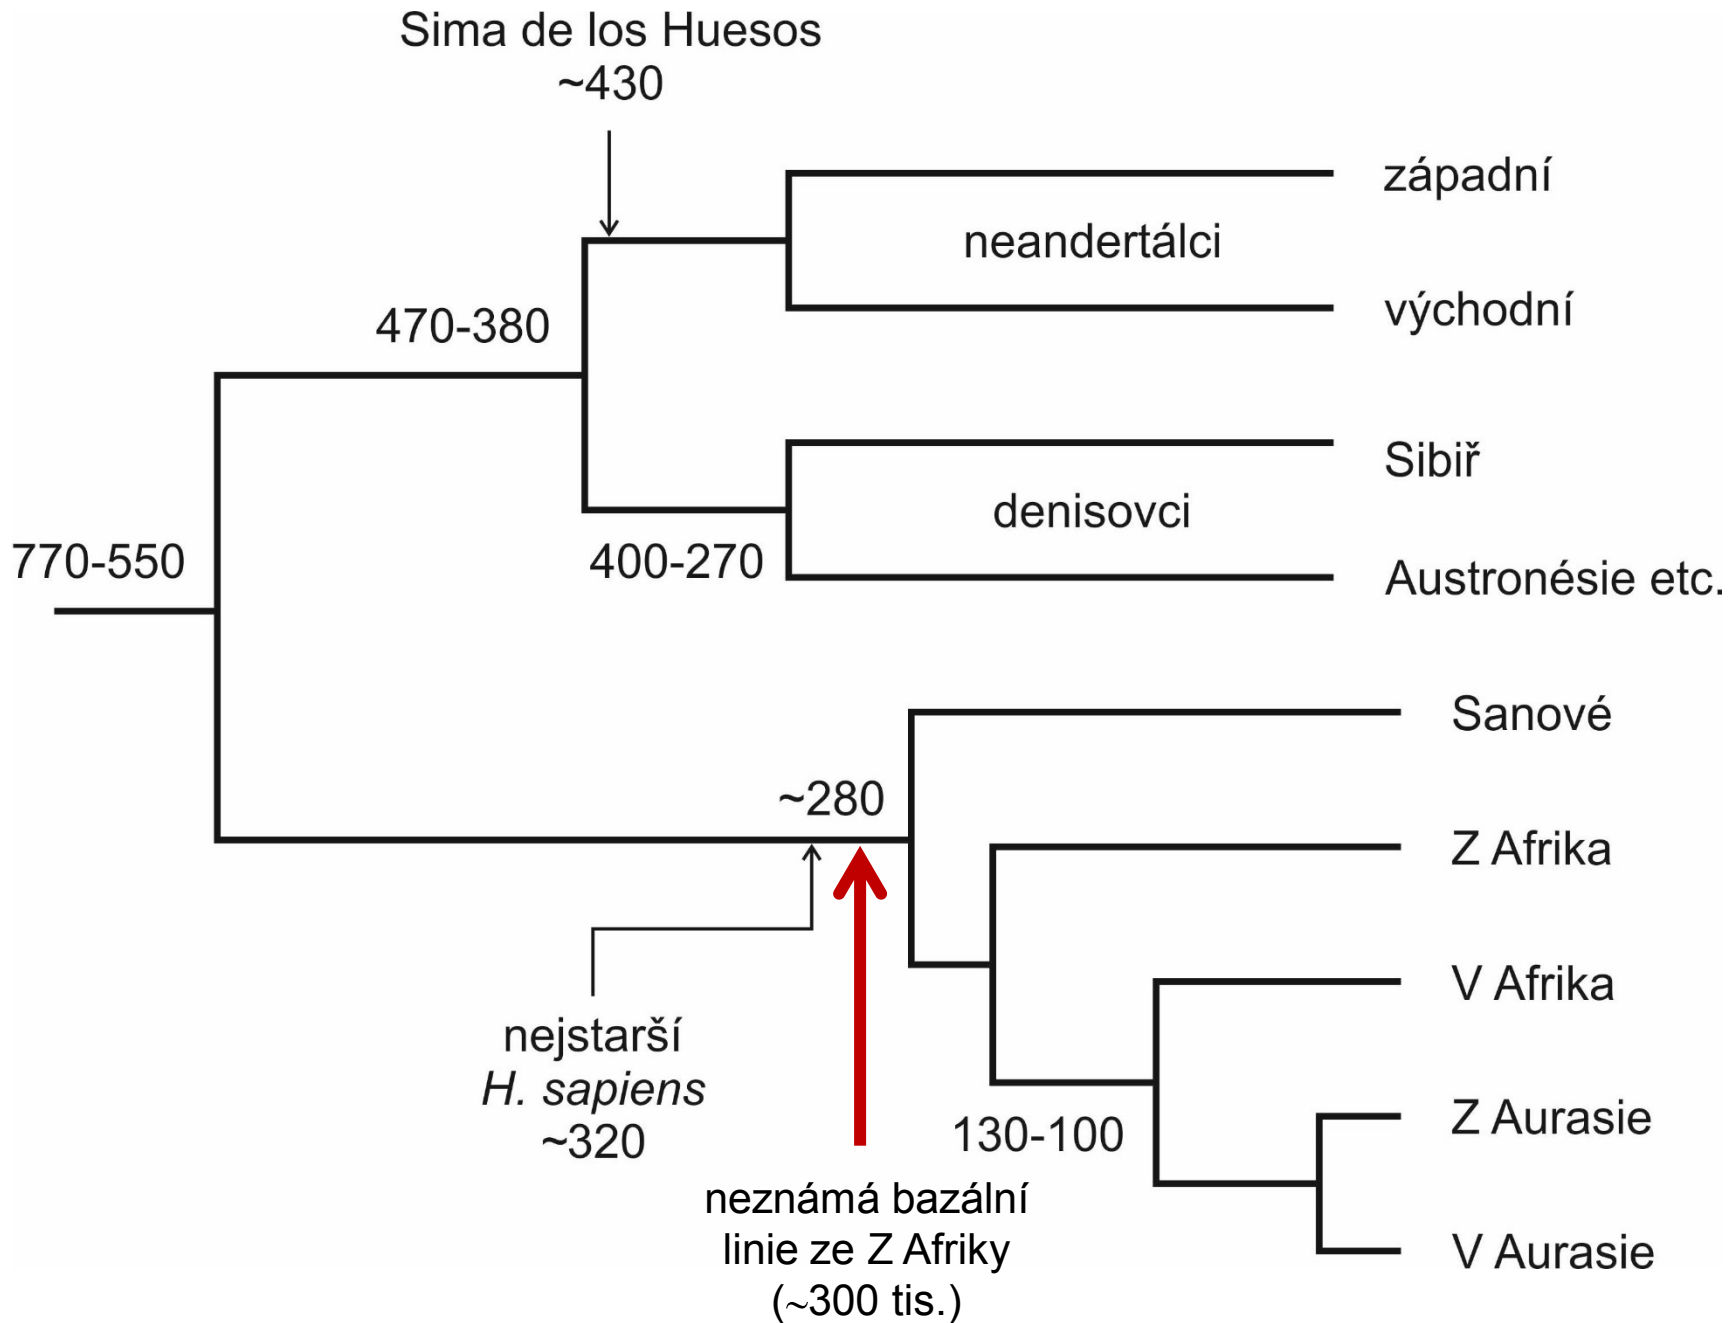 Sima de los Huesos
~430
západní
neandertálci
východní
470-380
Sibiř
denisovci
400-270
Austronésie etc.
770-550
Sanové
~280
Z Afrika
V Afrika
nejstarší
H. sapiens
~320
130-100
Z Aurasie
V Aurasie
neznámá bazální
linie ze Z Afriky
(~300 tis.)